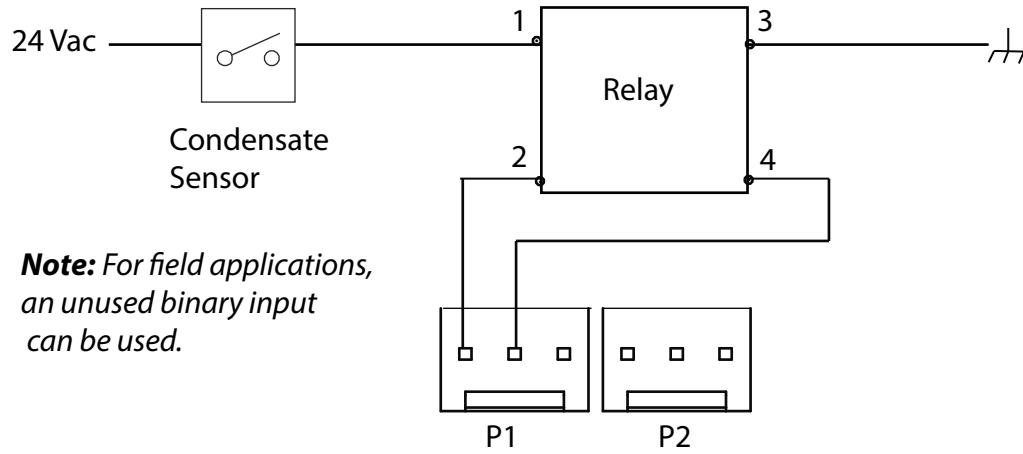 24 Vac
Condensate
Sensor
1
3
Relay
2
4
Note: For field applications,
an unused binary input
can be used.
P1
P2